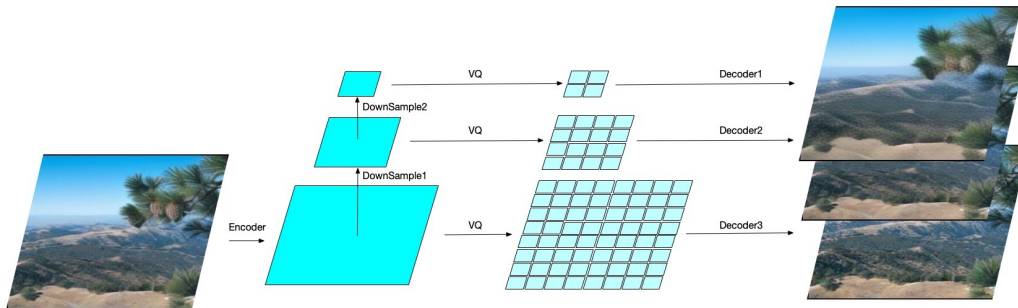 VQ
Decoder1
DownSample2
VQ
Decoder2
DownSample1
Encoder
VQ
Decoder3